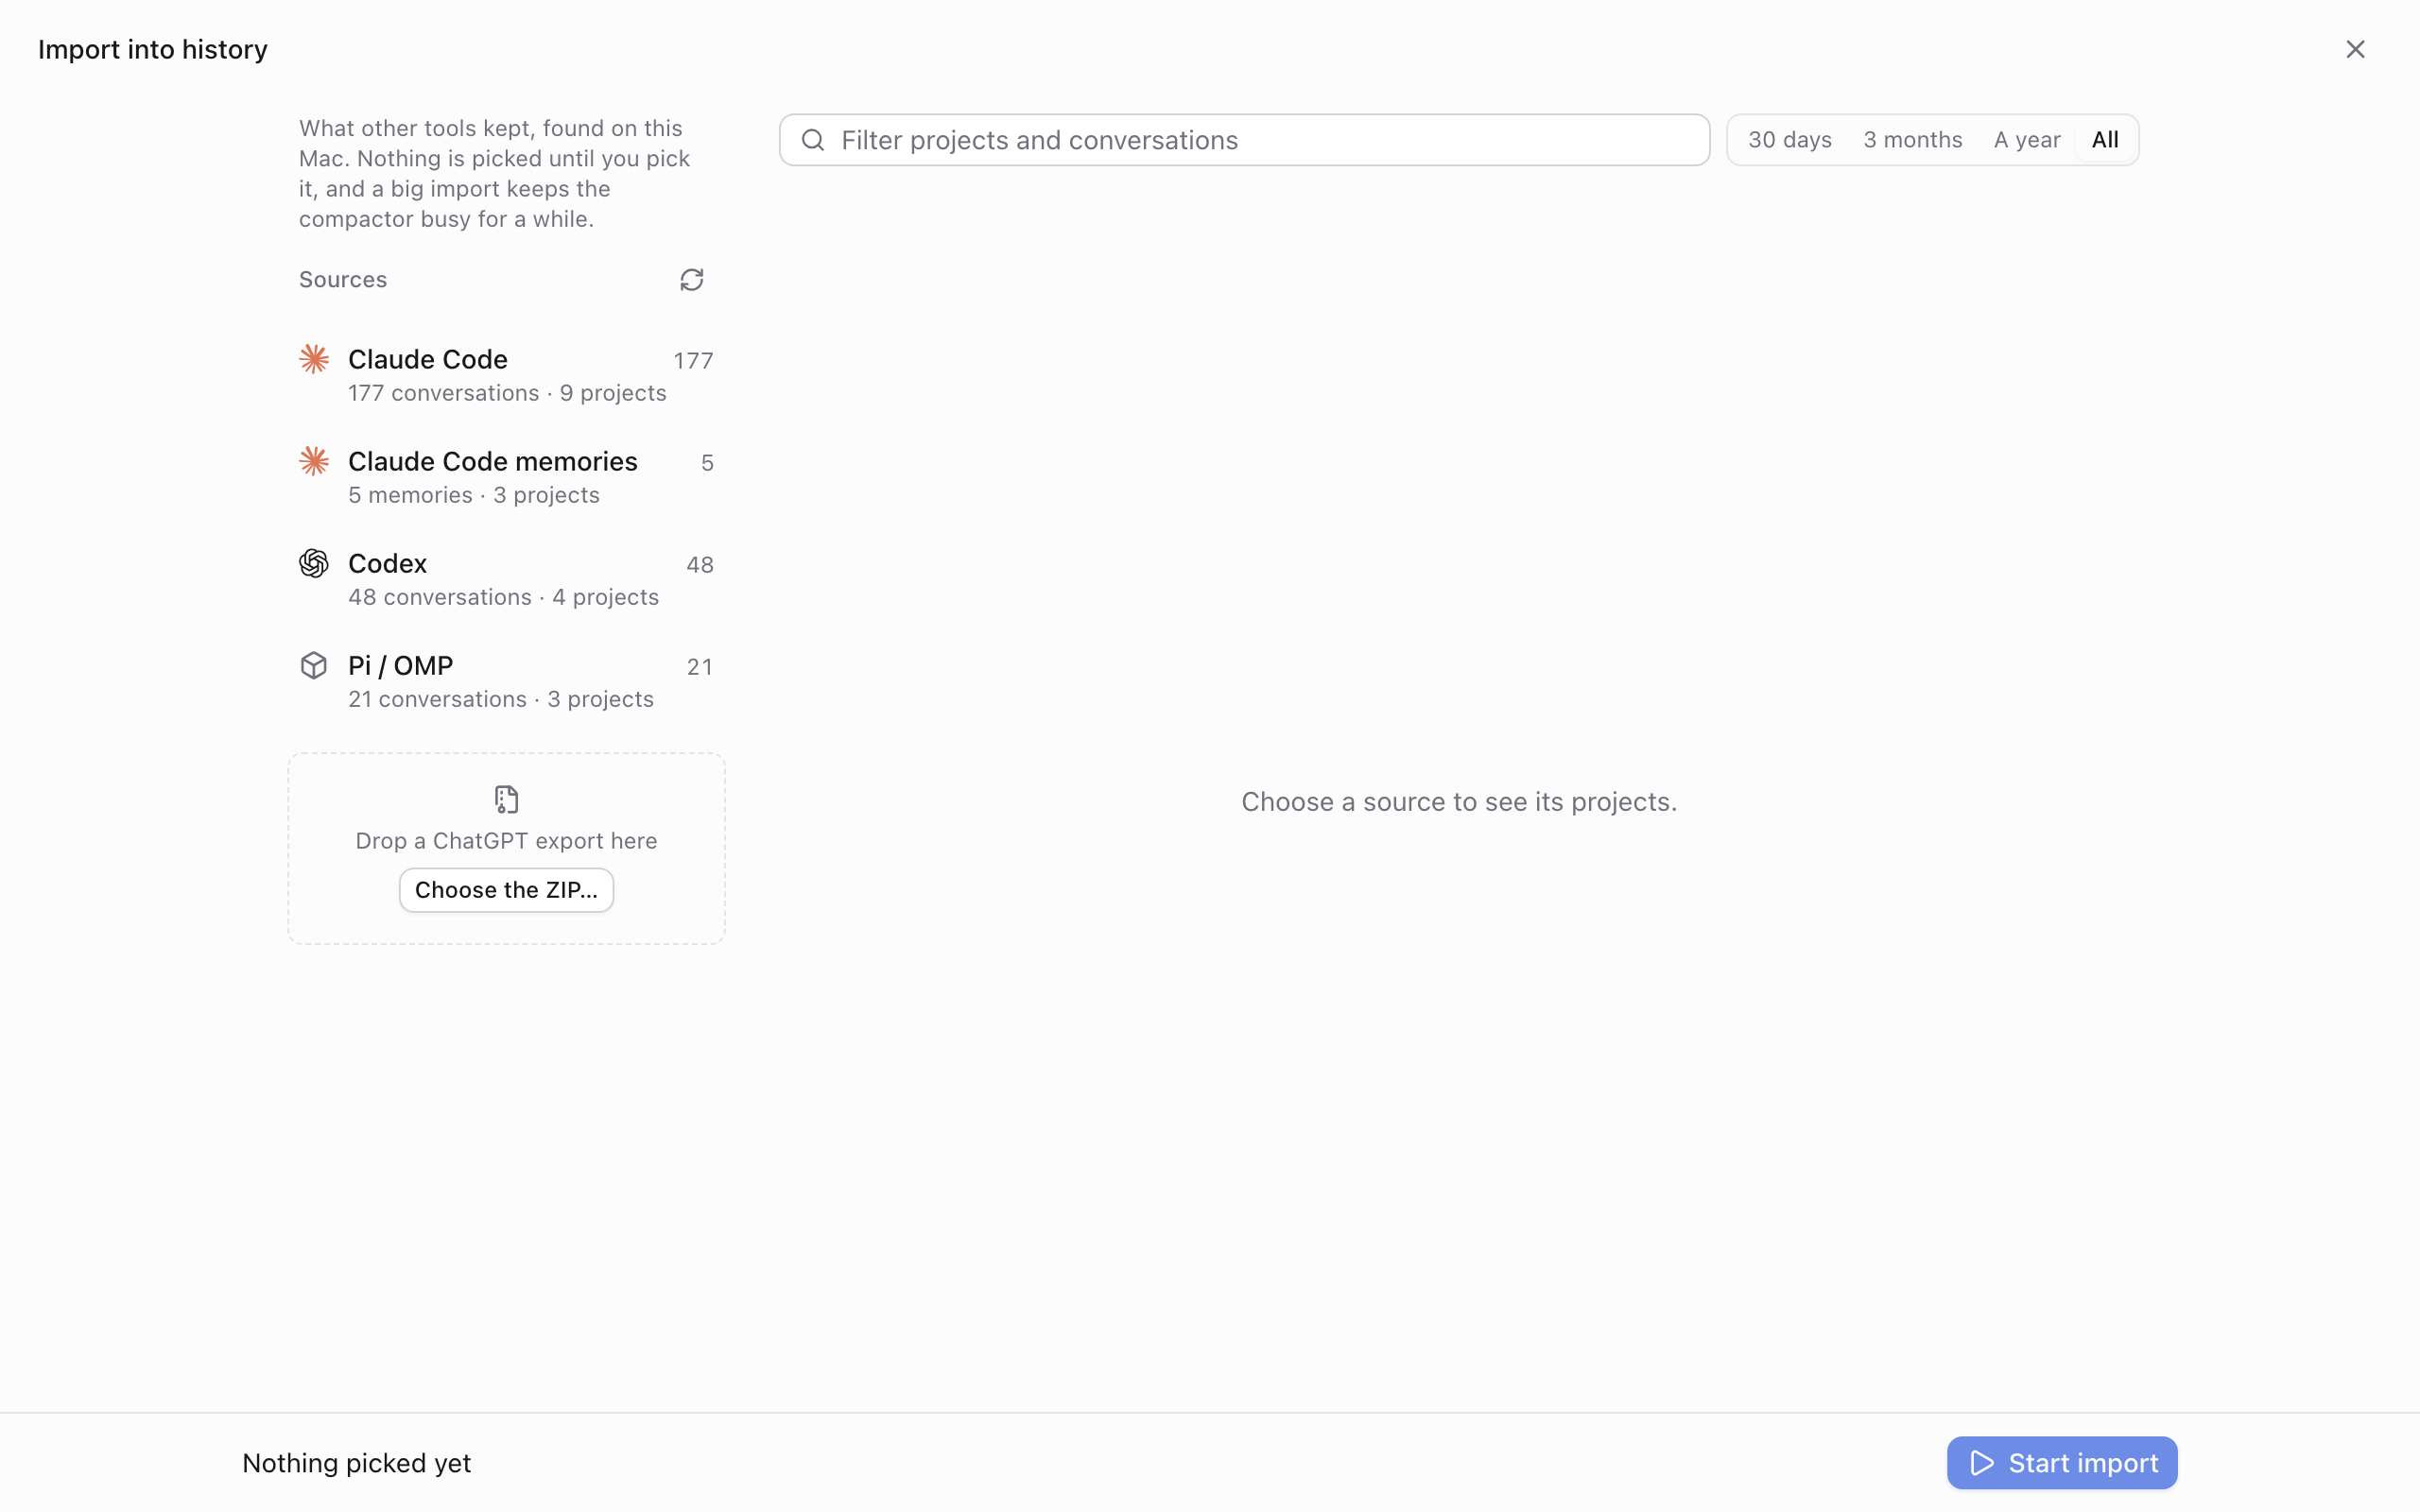 Import into history
What other tools kept, found on this
Mac. Nothing is picked until you pick
it, and a big import keeps the
compactor busy for a while.
Sources
Claude Code 177
177 conversations · 9 projects
Claude Code memories 5
5 memories · 3 projects
Codex 48
48 conversations · 4 projects
Pi / OMP 21
21 conversations · 3 projects
Drop a ChatGPT export here
Choose the ZIP...
Filter projects and conversations
30 days 3 months A year All
Choose a source to see its projects.
Nothing picked yet
Start import